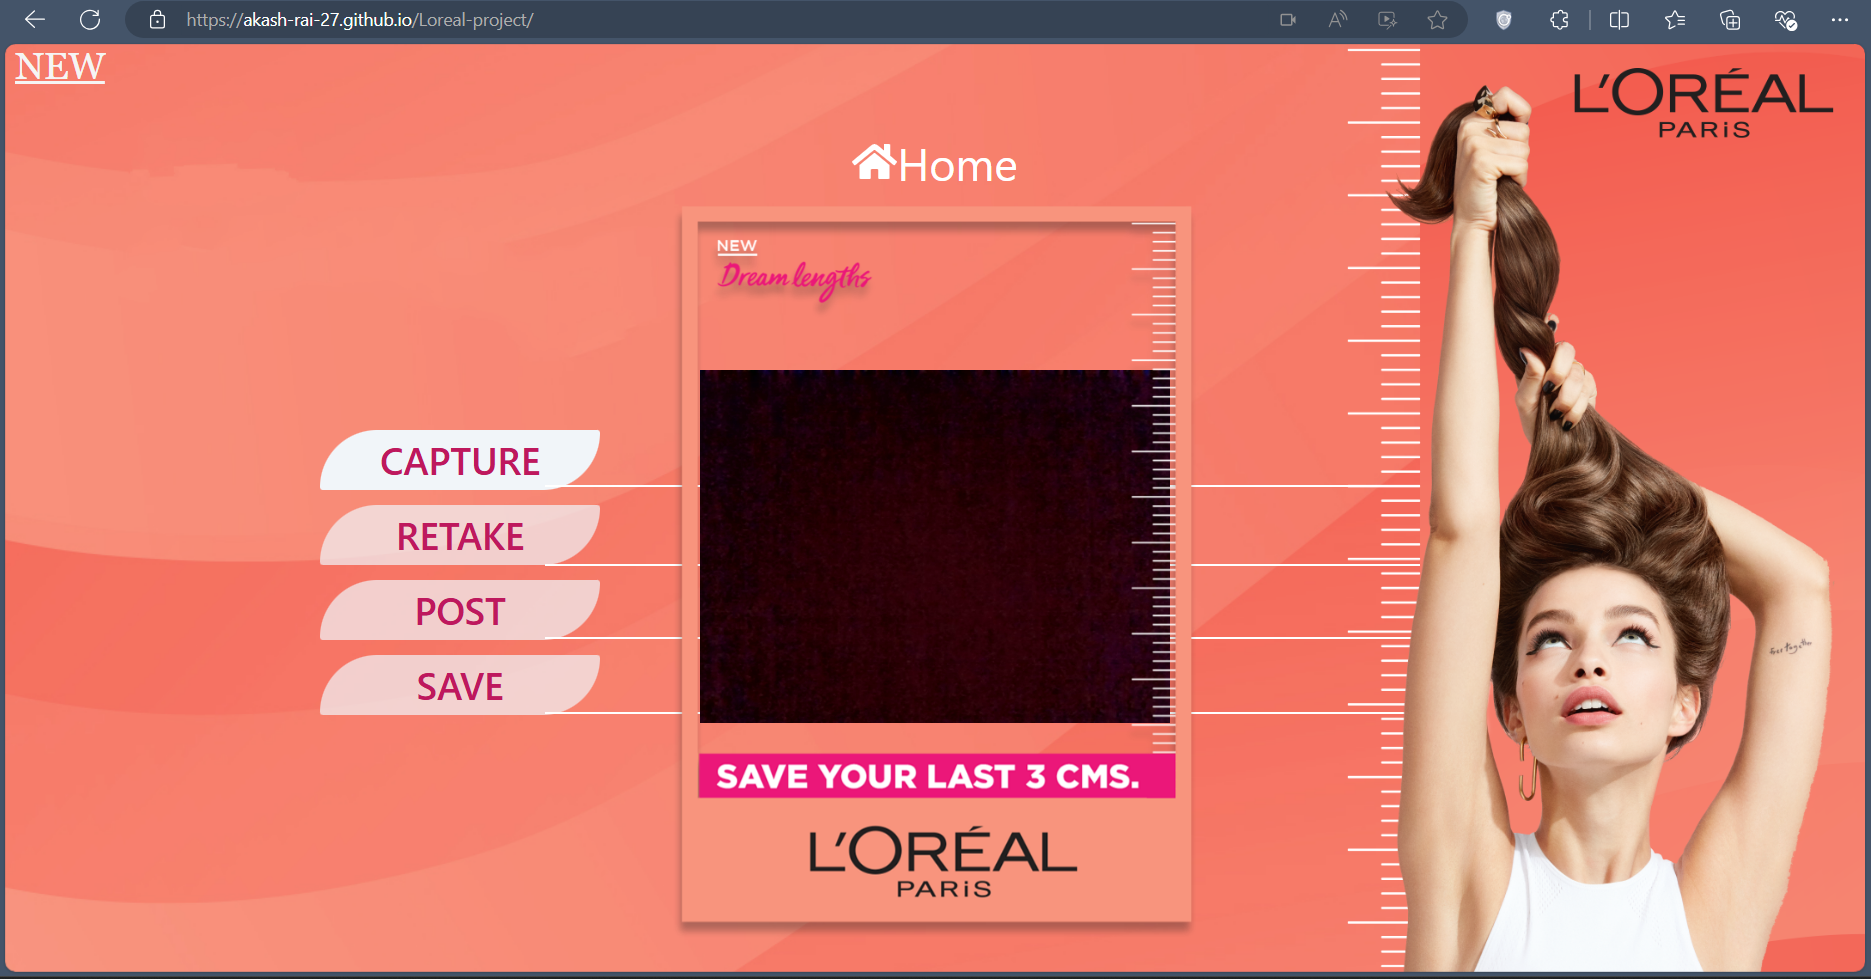 https://akash-rai-27.github.io/Loreal-project/
NEW
L'ORÉAL
PARiS
Home
NEW
Dream lengths
CAPTURE
RETAKE
POST
SAVE
SAVE YOUR LAST 3 CMS.
L'ORÉAL
PARiS